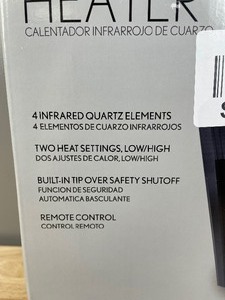 HEATER
CALENTADOR INFRARROJO DE CUARZO
4 INFRARED QUARTZ ELEMENTS
4 ELEMENTOS DE CUARZO INFRARROJOS
TWO HEAT SETTINGS, LOW/HIGH
DOS AJUSTES DE CALOR, LOW/HIGH
BUILT-IN TIP OVER SAFETY SHUTOFF
FUNCION DE SEGURIDAD
AUTOMATICA BASCULANTE
REMOTE CONTROL
CONTROL REMOTO